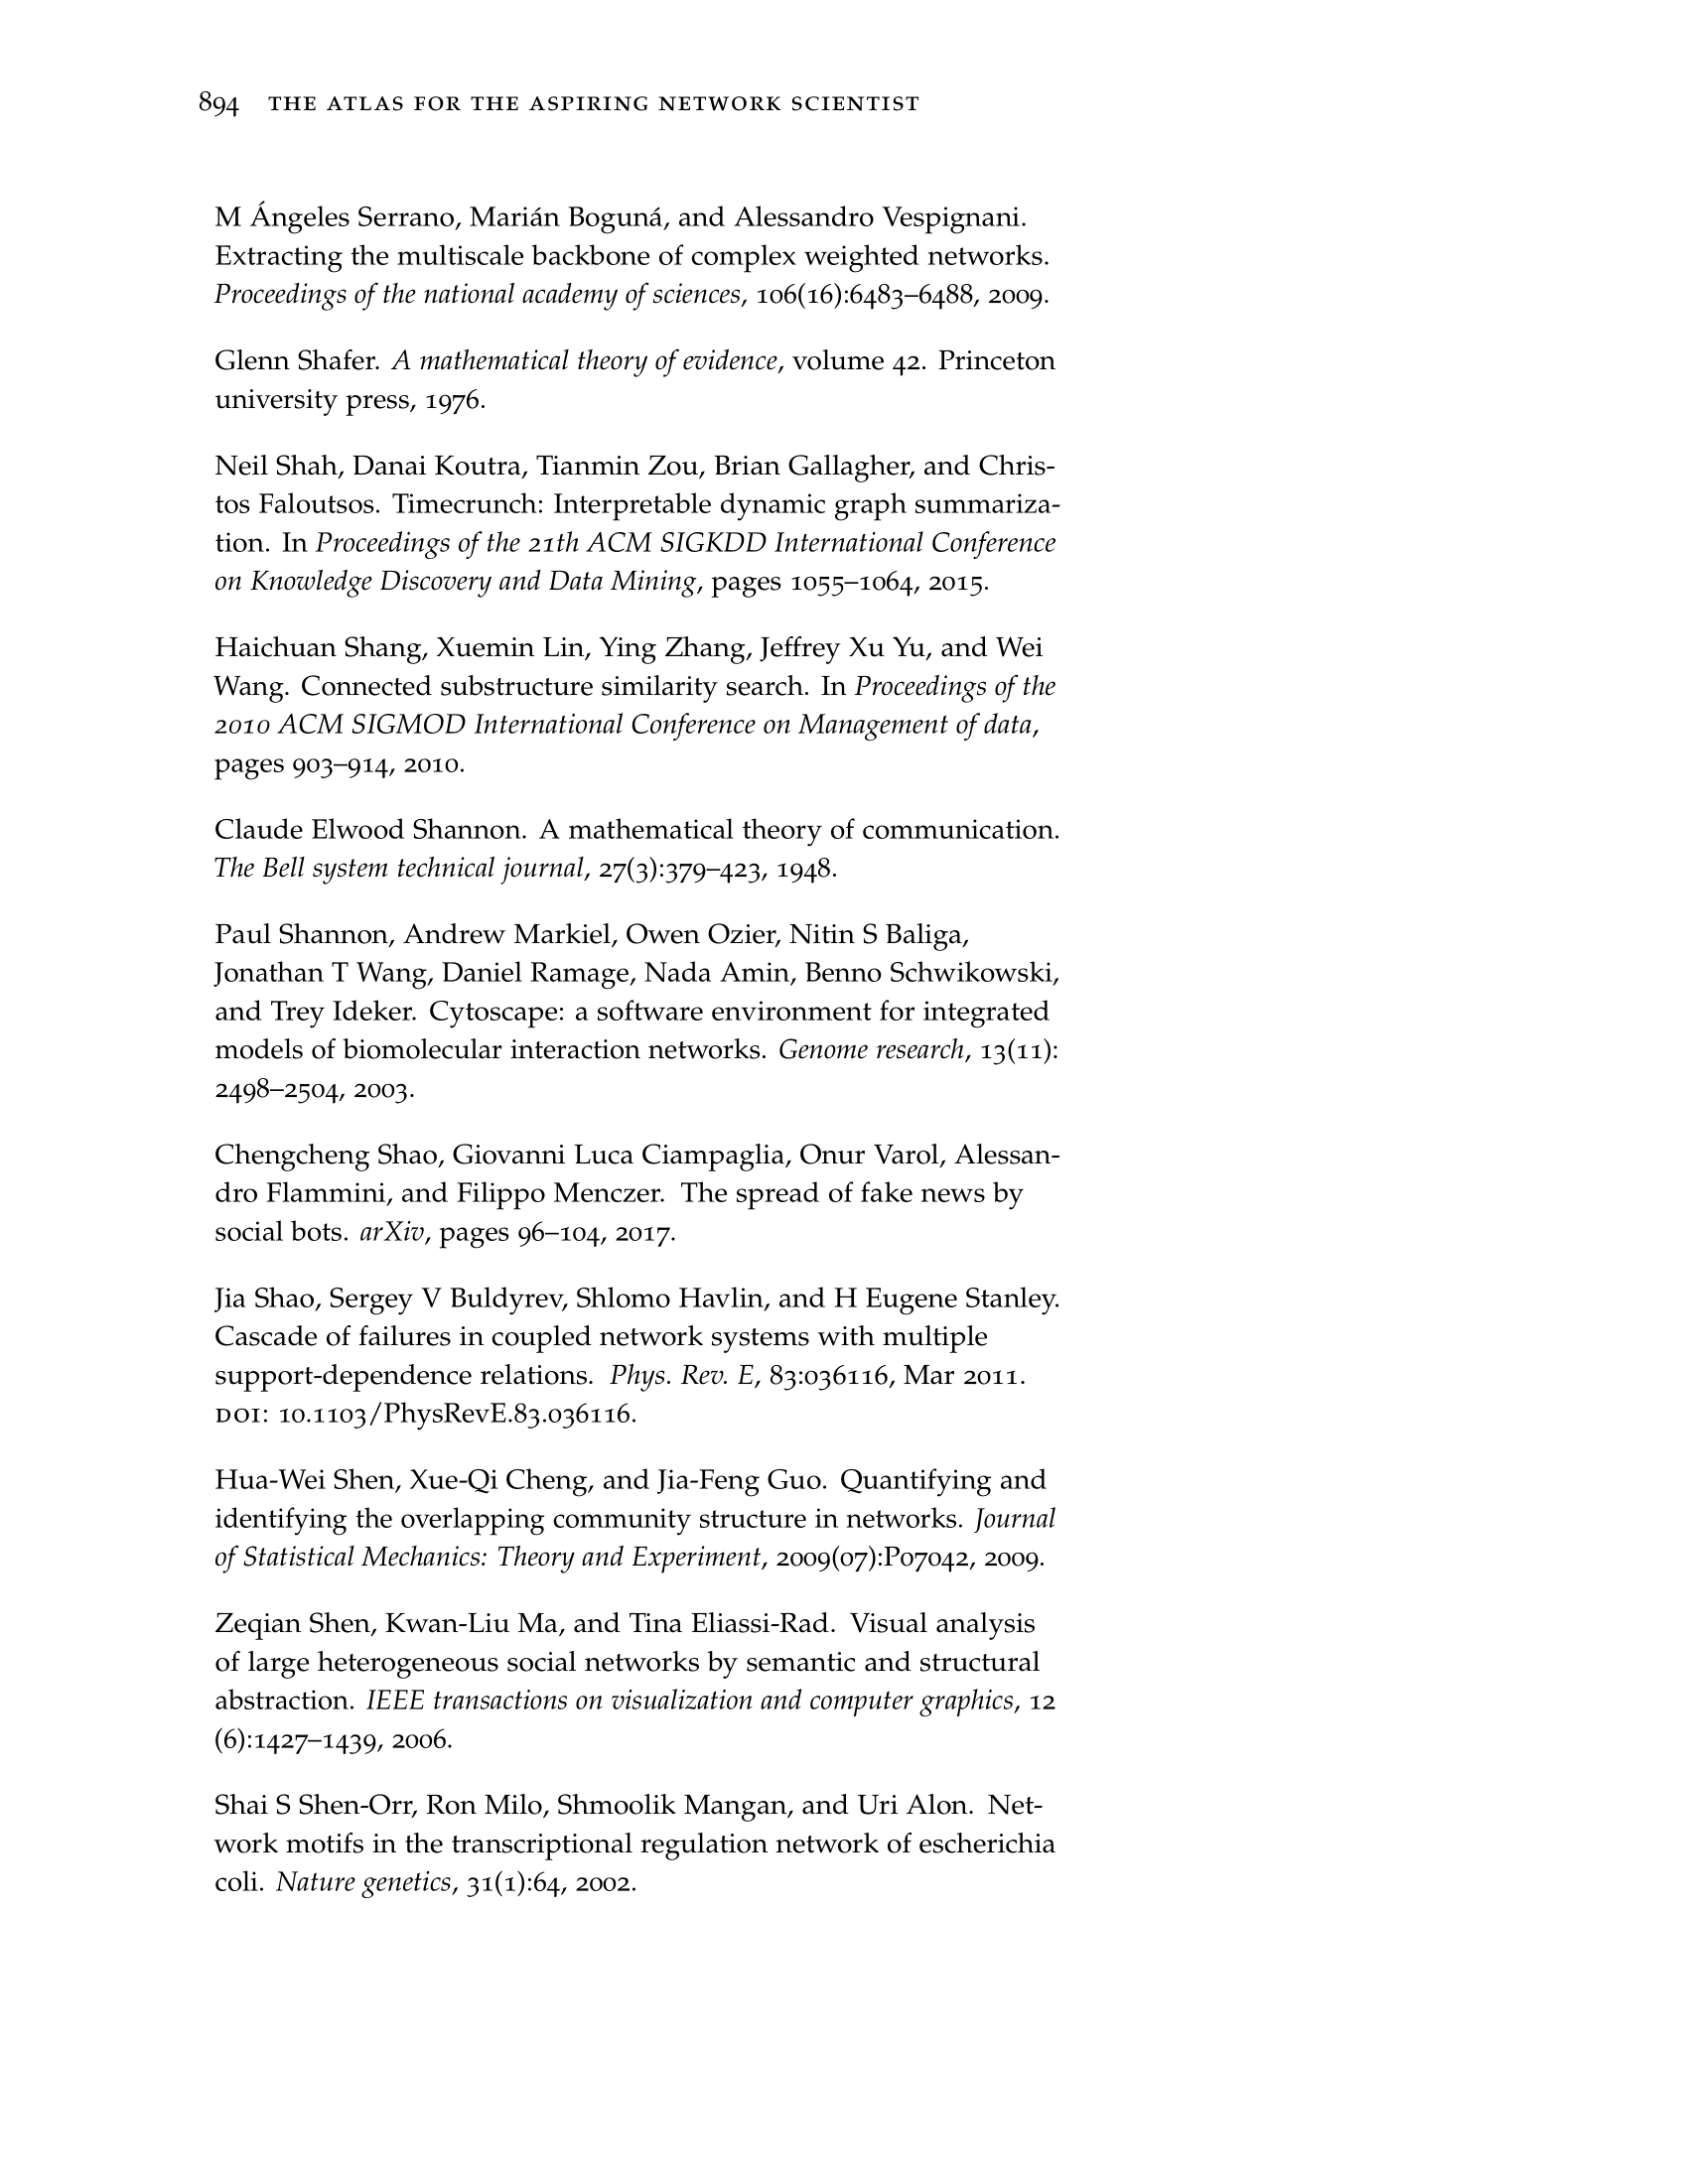 894 THE ATLAS FOR THE ASPIRING NETWORK SCIENTIST
M Ángeles Serrano, Marián Boguná, and Alessandro Vespignani.
Extracting the multiscale backbone of complex weighted networks.
Proceedings of the national academy of sciences, 106(16):6483–6488, 2009.
Glenn Shafer. A mathematical theory of evidence, volume 42. Princeton
university press, 1976.
Neil Shah, Danai Koutra, Tianmin Zou, Brian Gallagher, and Chris-
tos Faloutsos. Timecrunch: Interpretable dynamic graph summariza-
tion. In Proceedings of the 21th ACM SIGKDD International Conference
on Knowledge Discovery and Data Mining, pages 1055–1064, 2015.
Haichuan Shang, Xuemin Lin, Ying Zhang, Jeffrey Xu Yu, and Wei
Wang. Connected substructure similarity search. In Proceedings of the
2010 ACM SIGMOD International Conference on Management of data,
pages 903–914, 2010.
Claude Elwood Shannon. A mathematical theory of communication.
The Bell system technical journal, 27(3):379–423, 1948.
Paul Shannon, Andrew Markiel, Owen Ozier, Nitin S Baliga,
Jonathan T Wang, Daniel Ramage, Nada Amin, Benno Schwikowski,
and Trey Ideker. Cytoscape: a software environment for integrated
models of biomolecular interaction networks. Genome research, 13(11):
2498–2504, 2003.
Chengcheng Shao, Giovanni Luca Ciampaglia, Onur Varol, Alessan-
dro Flammini, and Filippo Menczer. The spread of fake news by
social bots. arXiv, pages 96–104, 2017.
Jia Shao, Sergey V Buldyrev, Shlomo Havlin, and H Eugene Stanley.
Cascade of failures in coupled network systems with multiple
support-dependence relations. Phys. Rev. E, 83:036116, Mar 2011.
DOI: 10.1103/PhysRevE.83.036116.
Hua-Wei Shen, Xue-Qi Cheng, and Jia-Feng Guo. Quantifying and
identifying the overlapping community structure in networks. Journal
of Statistical Mechanics: Theory and Experiment, 2009(07):P07042, 2009.
Zeqian Shen, Kwan-Liu Ma, and Tina Eliassi-Rad. Visual analysis
of large heterogeneous social networks by semantic and structural
abstraction. IEEE transactions on visualization and computer graphics, 12
(6):1427–1439, 2006.
Shai S Shen-Orr, Ron Milo, Shmoolik Mangan, and Uri Alon. Net-
work motifs in the transcriptional regulation network of escherichia
coli. Nature genetics, 31(1):64, 2002.